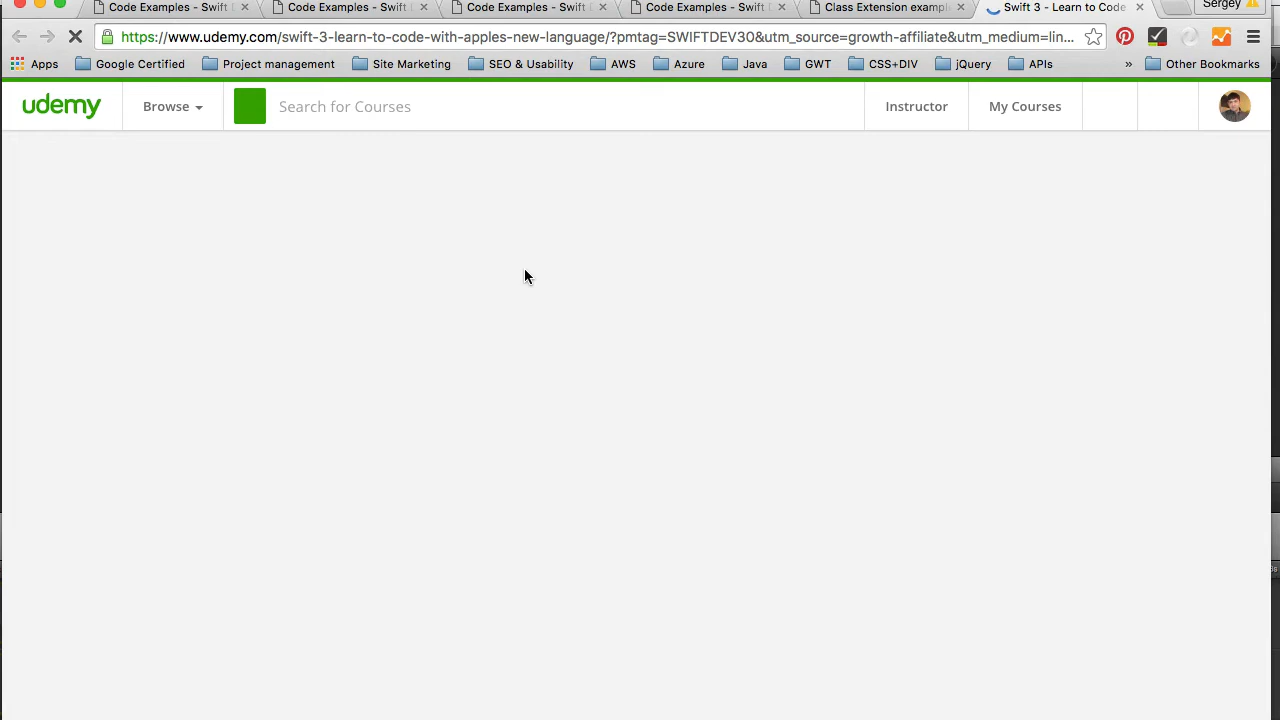 Code Examples - Swift
Code Examples - Swift
Code Examples - Swift
Code Examples - Swift
Class Extension exampl
Swift 3 - Learn to Code
Sergey
https://www.udemy.com/swift-3-learn-to-code-with-apples-new-language/?pmtag=SWIFTDEV30&utm_source=growth-affiliate&utm_medium=lin...
Apps Google Certified Project management Site Marketing SEO & Usability AWS Azure Java GWT CSS+DIV jQuery APIs » Other Bookmarks
udemy Browse Search for Courses Instructor My Courses